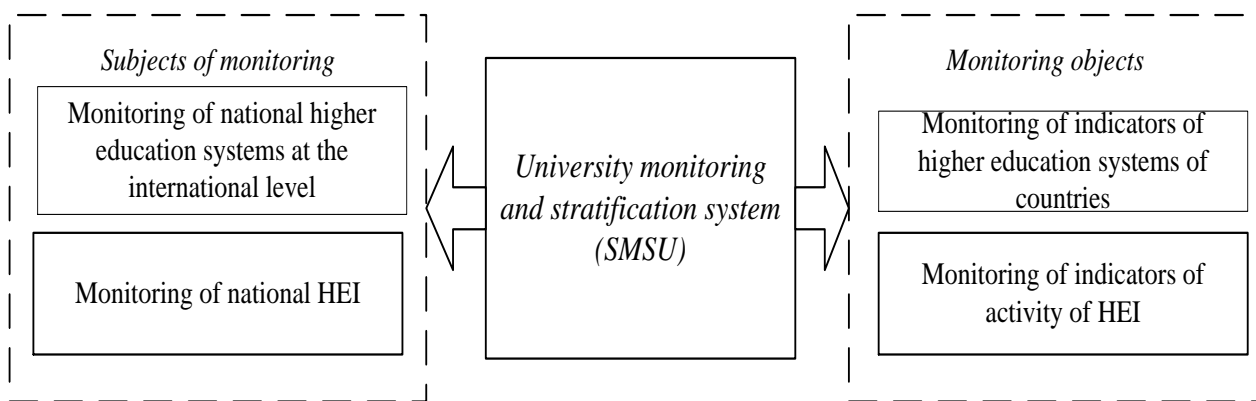 Subjects of monitoring
Monitoring of national higher
education systems at the
international level
Monitoring of national HEI
University monitoring
and stratification system
(SMSU)
Monitoring objects
Monitoring of indicators of
higher education systems of
countries
Monitoring of indicators of
activity of HEI